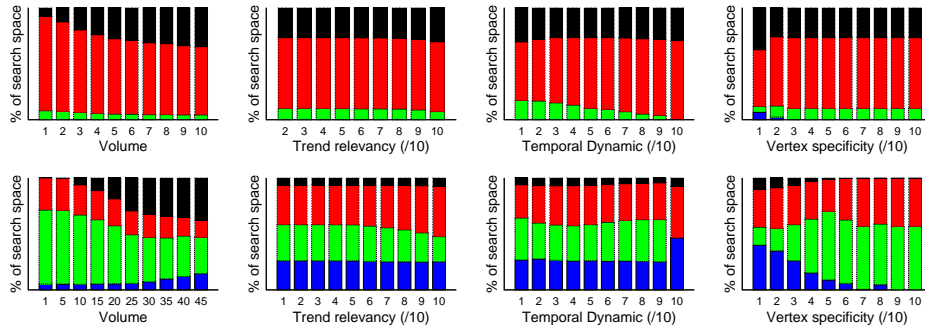 % of search space
1 2 3 4 5 6 7 8 9 10
Volume
% of search space
2 3 4 5 6 7 8 9 10
Trend relevancy (/10)
% of search space
1 2 3 4 5 6 7 8 9 10
Temporal Dynamic (/10)
% of search space
1 2 3 4 5 6 7 8 9 10
Vertex specificity (/10)
% of search space
1 5 10 15 20 25 30 35 40 45
Volume
% of search space
1 2 3 4 5 6 7 8 9 10
Trend relevancy (/10)
% of search space
1 2 3 4 5 6 7 8 9 10
Temporal Dynamic (/10)
% of search space
1 2 3 4 5 6 7 8 9 10
Vertex specificity (/10)